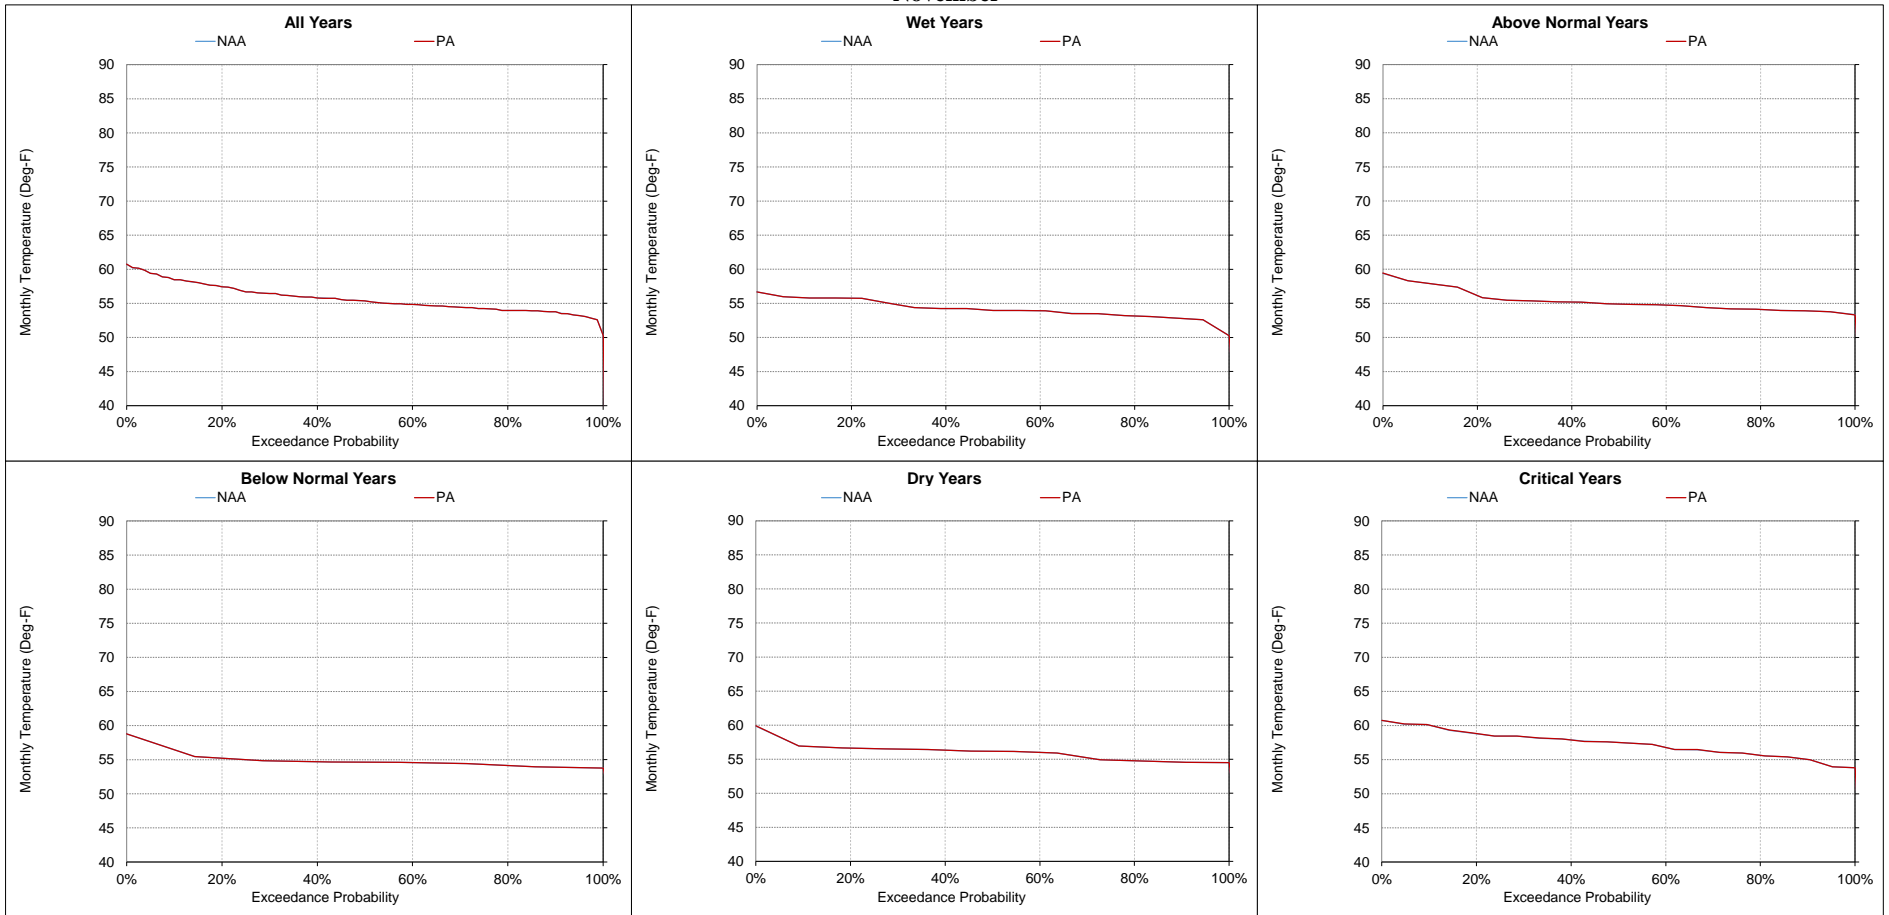 All Years
NAA PA
90
85
80
75
70
65
60
55
50
45
40
Monthly Temperature (Deg-F)
0% 20% 40% 60% 80% 100%
Exceedance Probability
Wet Years
NAA PA
90
85
80
75
70
65
60
55
50
45
40
Monthly Temperature (Deg-F)
0% 20% 40% 60% 80% 100%
Exceedance Probability
Above Normal Years
NAA PA
90
85
80
75
70
65
60
55
50
45
40
Monthly Temperature (Deg-F)
0% 20% 40% 60% 80% 100%
Exceedance Probability
Below Normal Years
NAA PA
90
85
80
75
70
65
60
55
50
45
40
Monthly Temperature (Deg-F)
0% 20% 40% 60% 80% 100%
Exceedance Probability
Dry Years
NAA PA
90
85
80
75
70
65
60
55
50
45
40
Monthly Temperature (Deg-F)
0% 20% 40% 60% 80% 100%
Exceedance Probability
Critical Years
NAA PA
90
85
80
75
70
65
60
55
50
45
40
Monthly Temperature (Deg-F)
0% 20% 40% 60% 80% 100%
Exceedance Probability